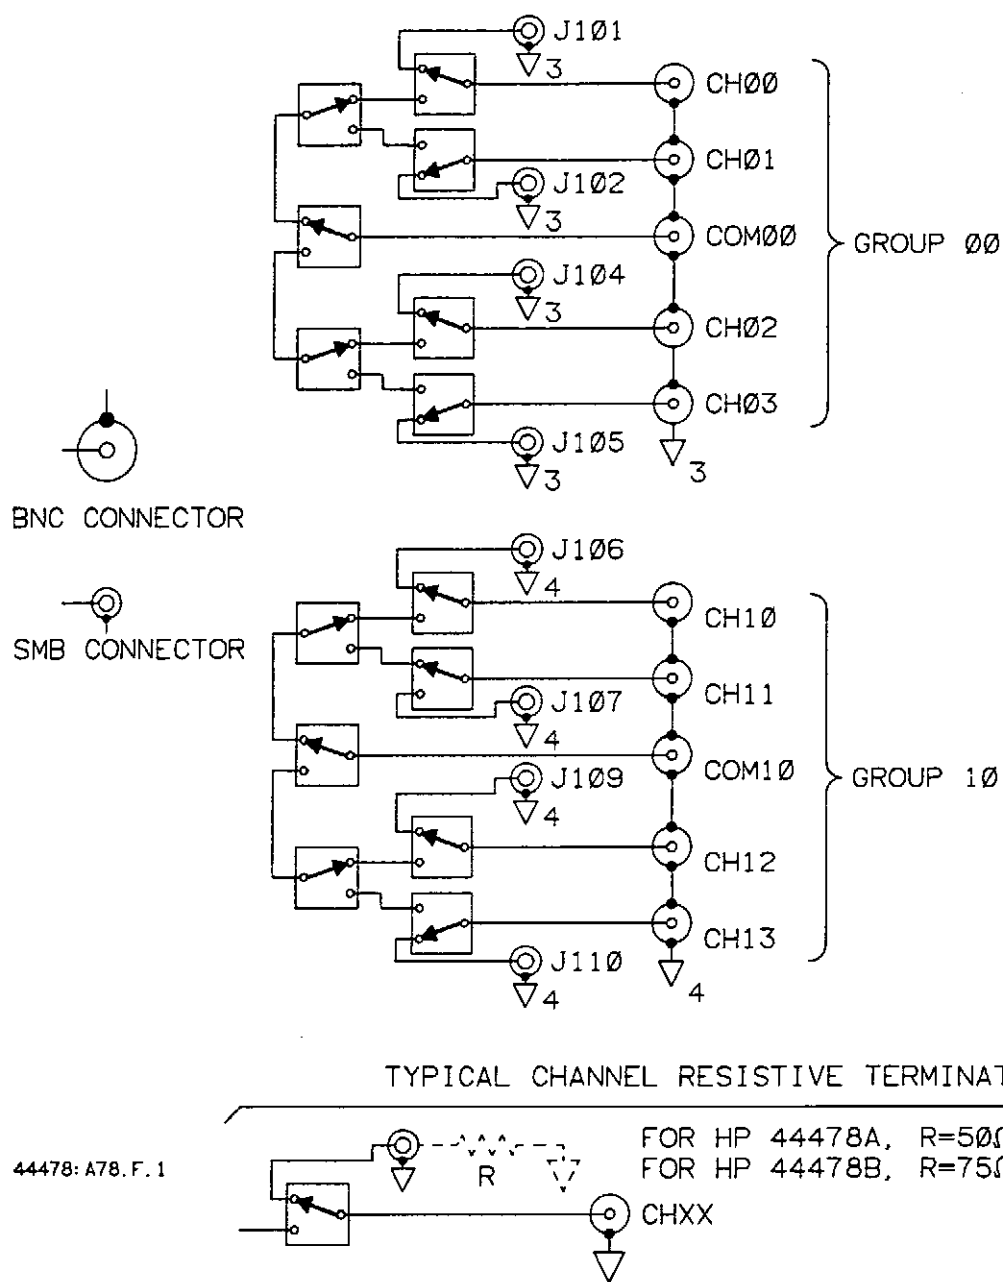 J1Ø1
3
CHØØ
CHØ1
J1Ø2
3
COMØØ
GROUP ØØ
J1Ø4
3
CHØ2
CHØ3
J1Ø5
3
3
BNC CONNECTOR
J1Ø6
4
CH1Ø
SMB CONNECTOR
CH11
J1Ø7
4
COM1Ø
GROUP 1Ø
J1Ø9
4
CH12
CH13
J11Ø
4
4
TYPICAL CHANNEL RESISTIVE TERMINAT
FOR HP 44478A, R=5ØΩ
FOR HP 44478B, R=75Ω
R
44478:A78.F.1
CHXX